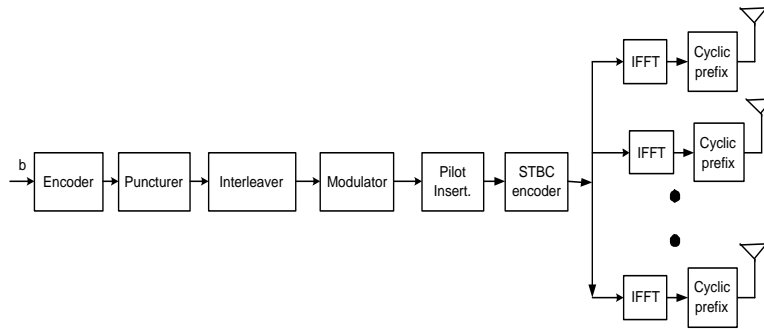 b
Encoder
Puncturer
Interleaver
Modulator
Pilot
Insert.
STBC
encoder
IFFT
Cyclic
prefix
IFFT
Cyclic
prefix
IFFT
Cyclic
prefix